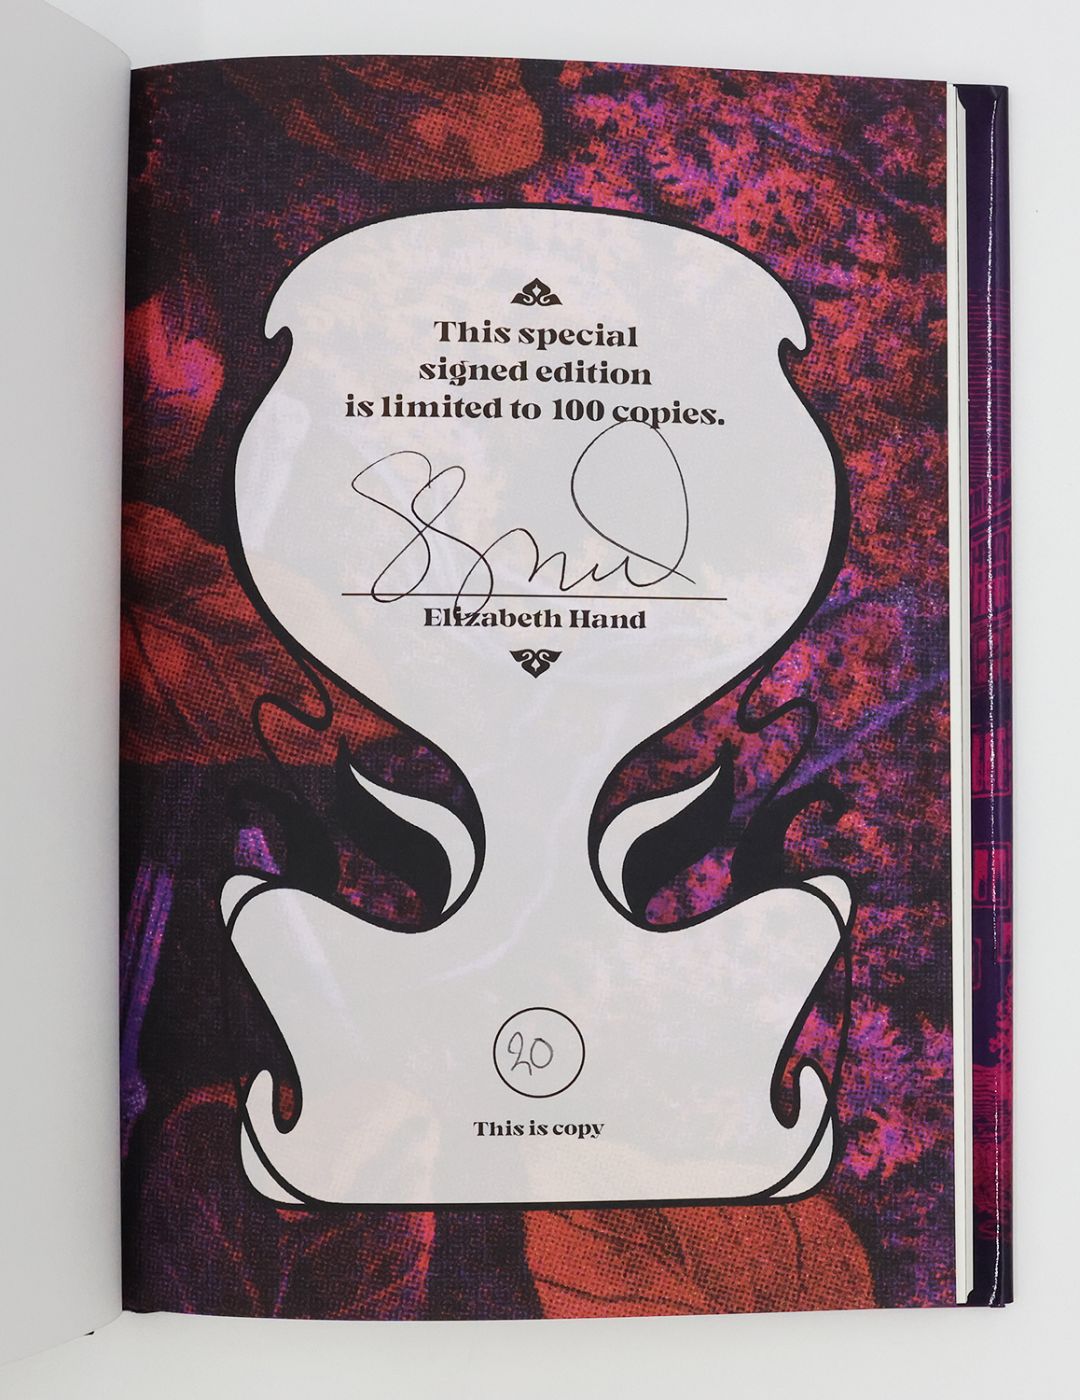 This special
signed edition
is limited to 100 copies.
Elizabeth Hand
20
This is copy